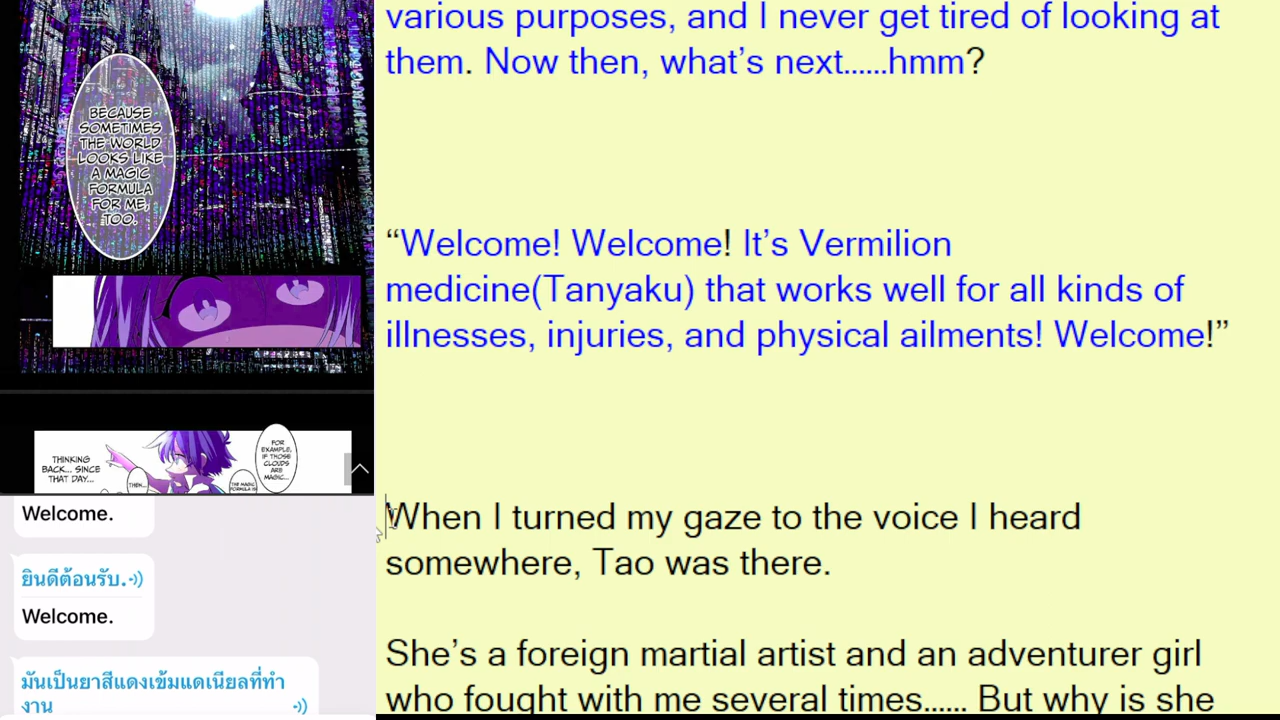 BECAUSE
SOMETIMES
THE WORLD
LOOKS LIKE
A MAGIC
FORMULA
FOR ME,
TOO.
THINKING
BACK... SINCE
THAT DAY...
THEN...
THE MAGIC
FORMULA IS
FOR
EXAMPLE,
IF THOSE
CLOUDS
ARE
MAGIC...
Welcome.
ยินดีต้อนรับ.
Welcome.
มันเป็นยาสีแดงเข้มแดเนียลที่ทำ
งาน
various purposes, and I never get tired of looking at
them. Now then, what’s next......hmm?
“Welcome! Welcome! It’s Vermilion
medicine(Tanyaku) that works well for all kinds of
illnesses, injuries, and physical ailments! Welcome!”
When I turned my gaze to the voice I heard
somewhere, Tao was there.
She’s a foreign martial artist and an adventurer girl
who fought with me several times...... But why is she